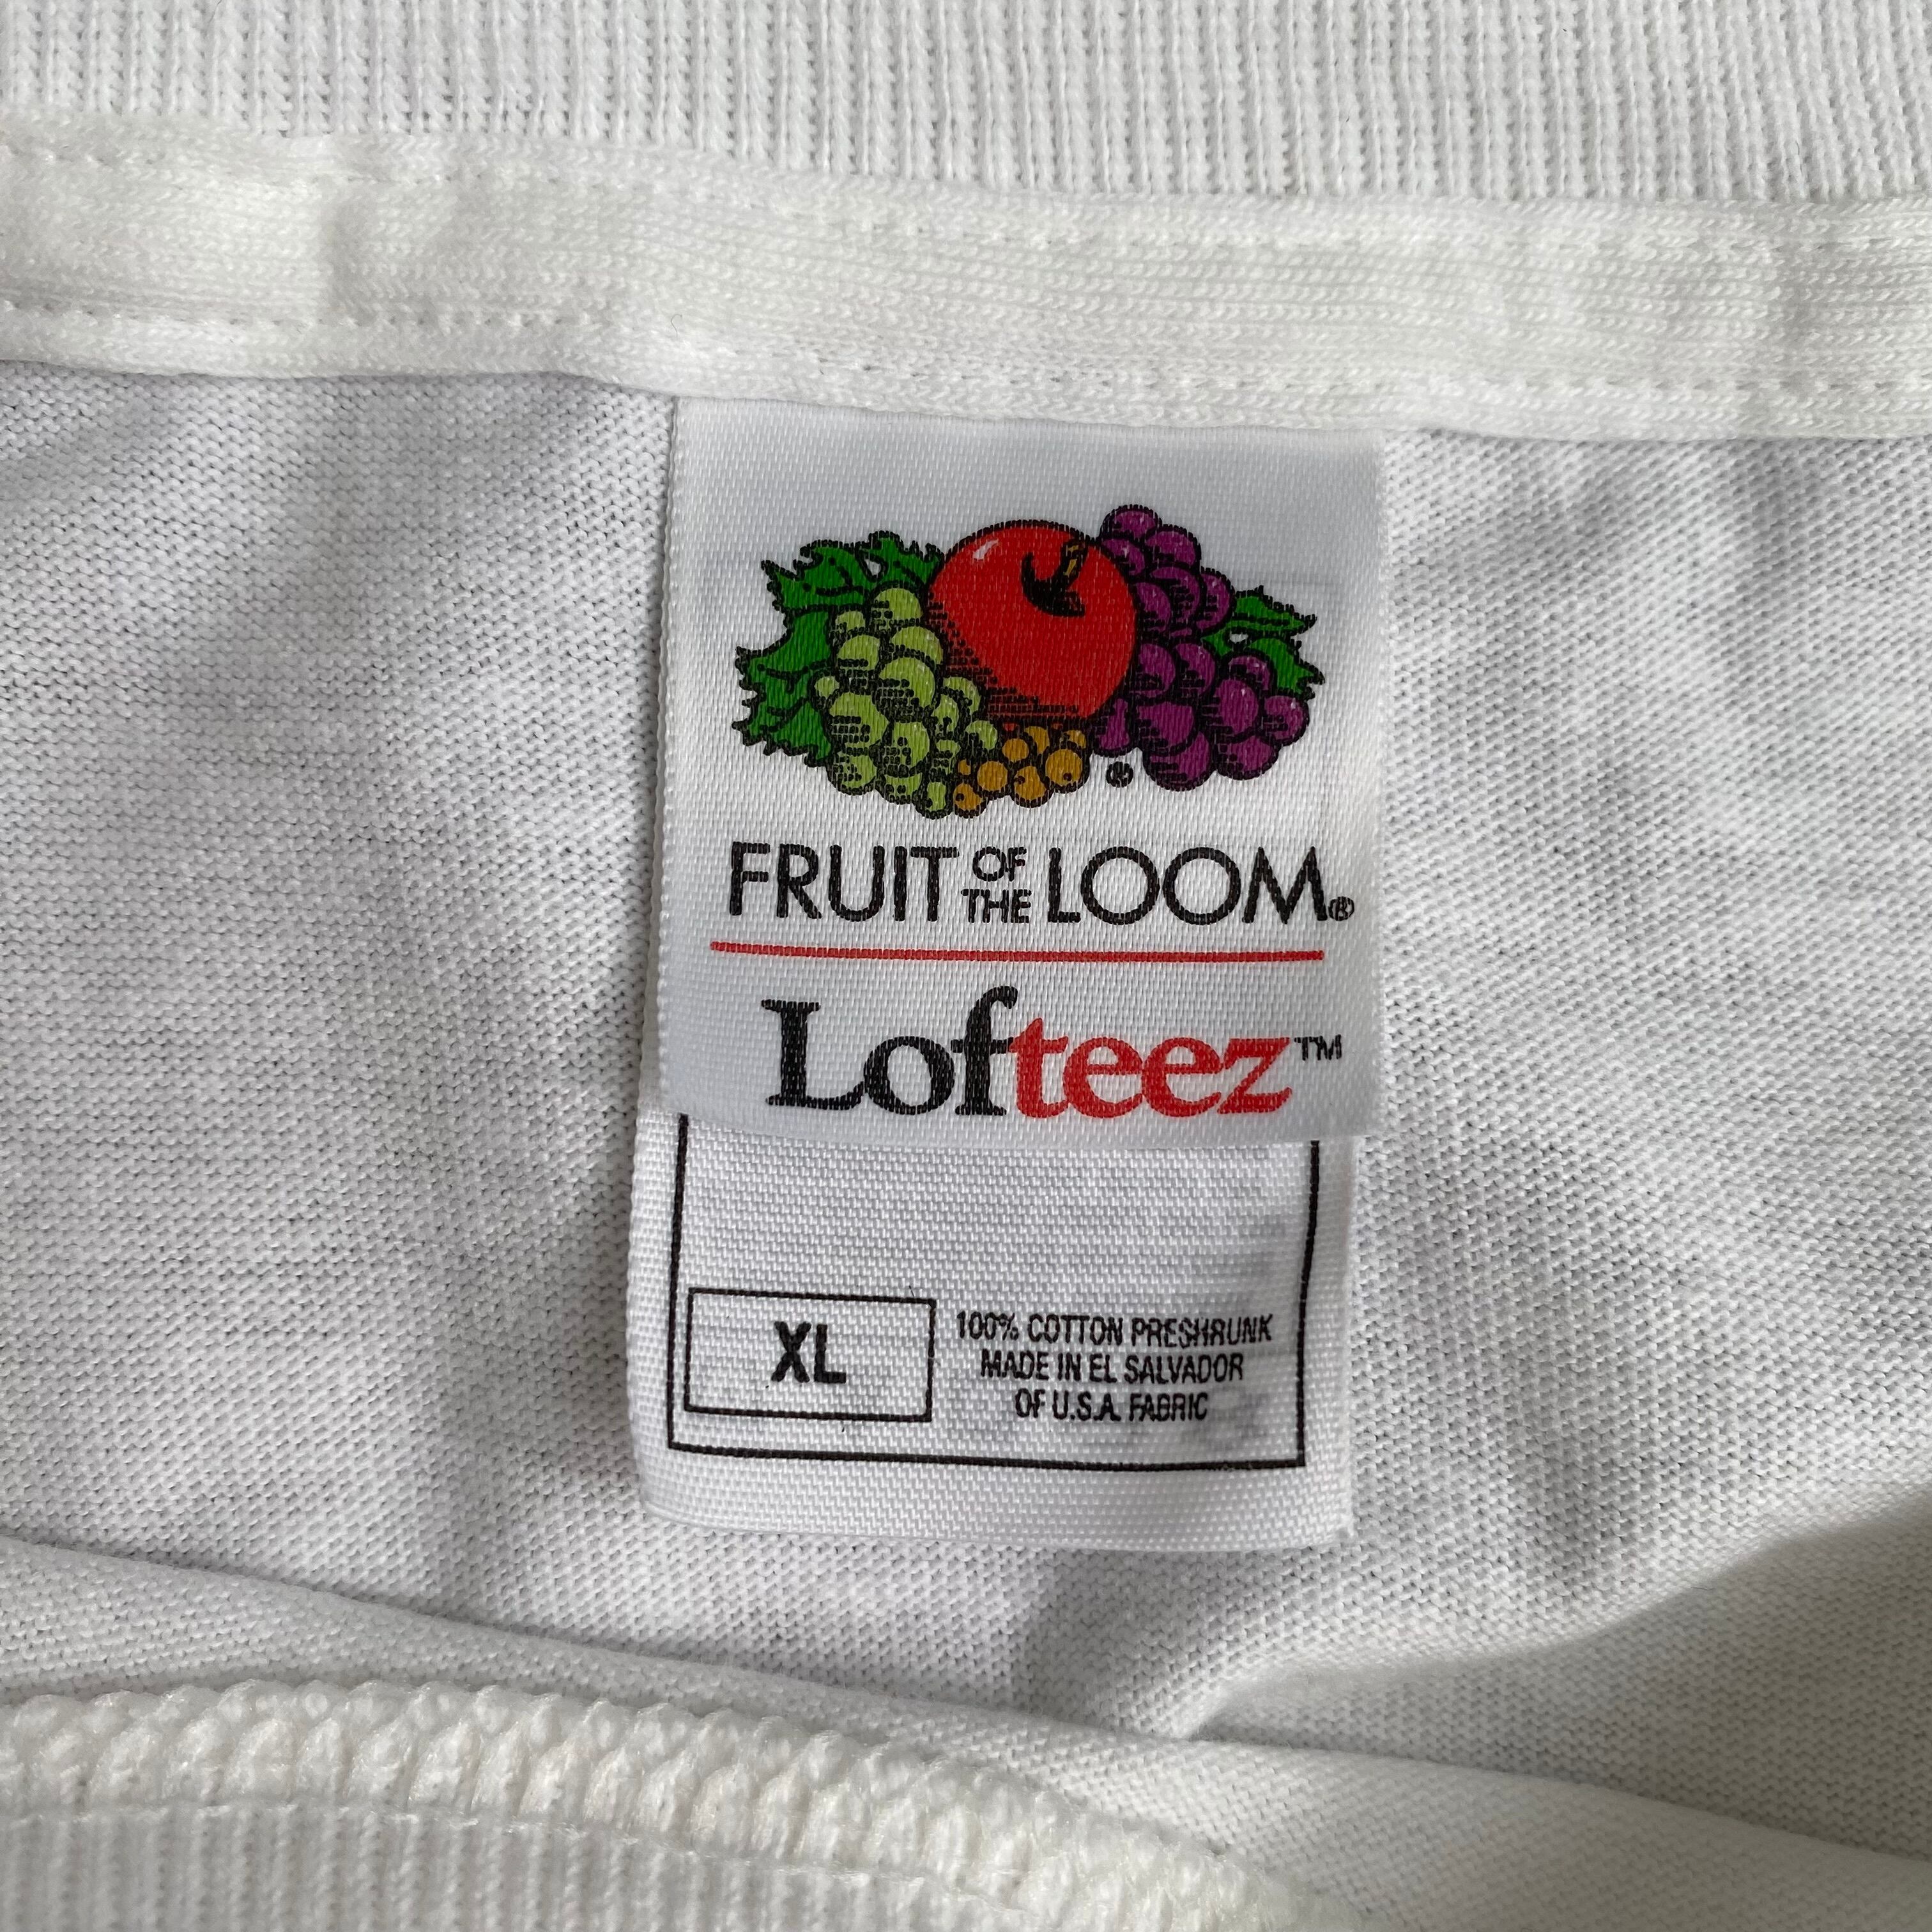 ®
FRUIT OF THE LOOM®
Lofteez™
XL
100% COTTON PRESHRUNK
MADE IN EL SALVADOR
OF U.S.A. FABRIC